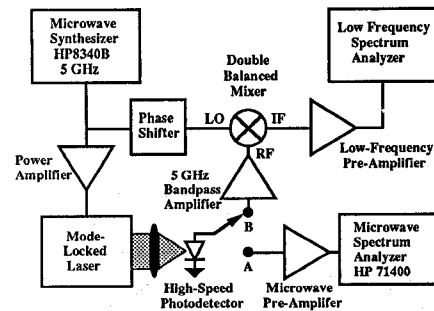 Microwave
Synthesizer
HP8340B
5 GHz
Low Frequency
Spectrum
Analyzer
Double
Balanced
Mixer
Phase
Shifter
LO
IF
RF
Power
Amplifier
5 GHz
Bandpass
Amplifier
Low-Frequency
Pre-Amplifier
Mode-
Locked
Laser
B
A
Microwave
Spectrum
Analyzer
HP 71400
High-Speed
Photodetector
Microwave
Pre-Amplifer